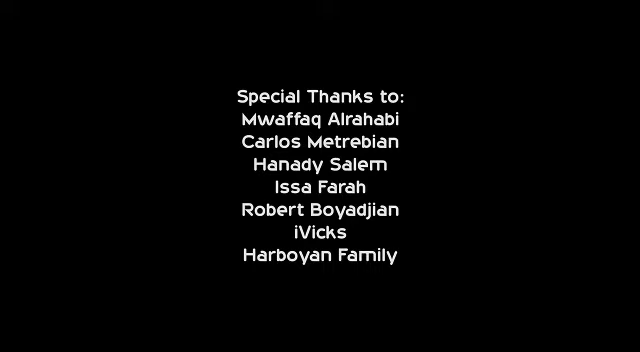 Special Thanks to:
Mwaffaq Alrahabi
Carlos Metrebian
Hanady Salem
Issa Farah
Robert Boyadjian
iVicks
Harboyan Family